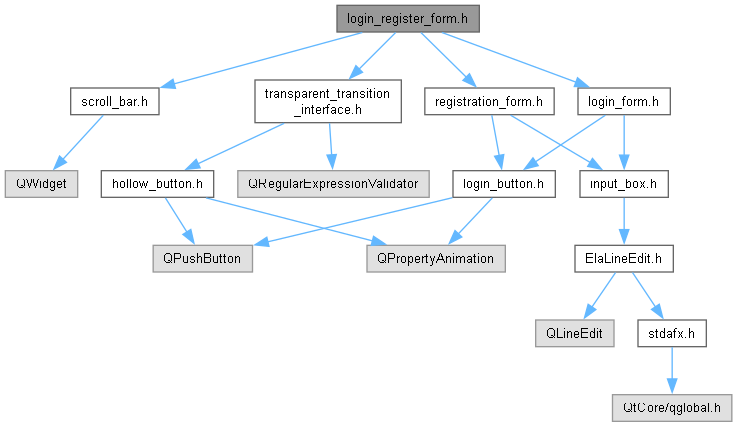 login_register_form.h
scroll_bar.h
transparent_transition
_interface.h
registration_form.h
login_form.h
QWidget
hollow_button.h
QRegularExpressionValidator
login_button.h
input_box.h
QPushButton
QPropertyAnimation
ElaLineEdit.h
QLineEdit
stdafx.h
QtCore/qglobal.h